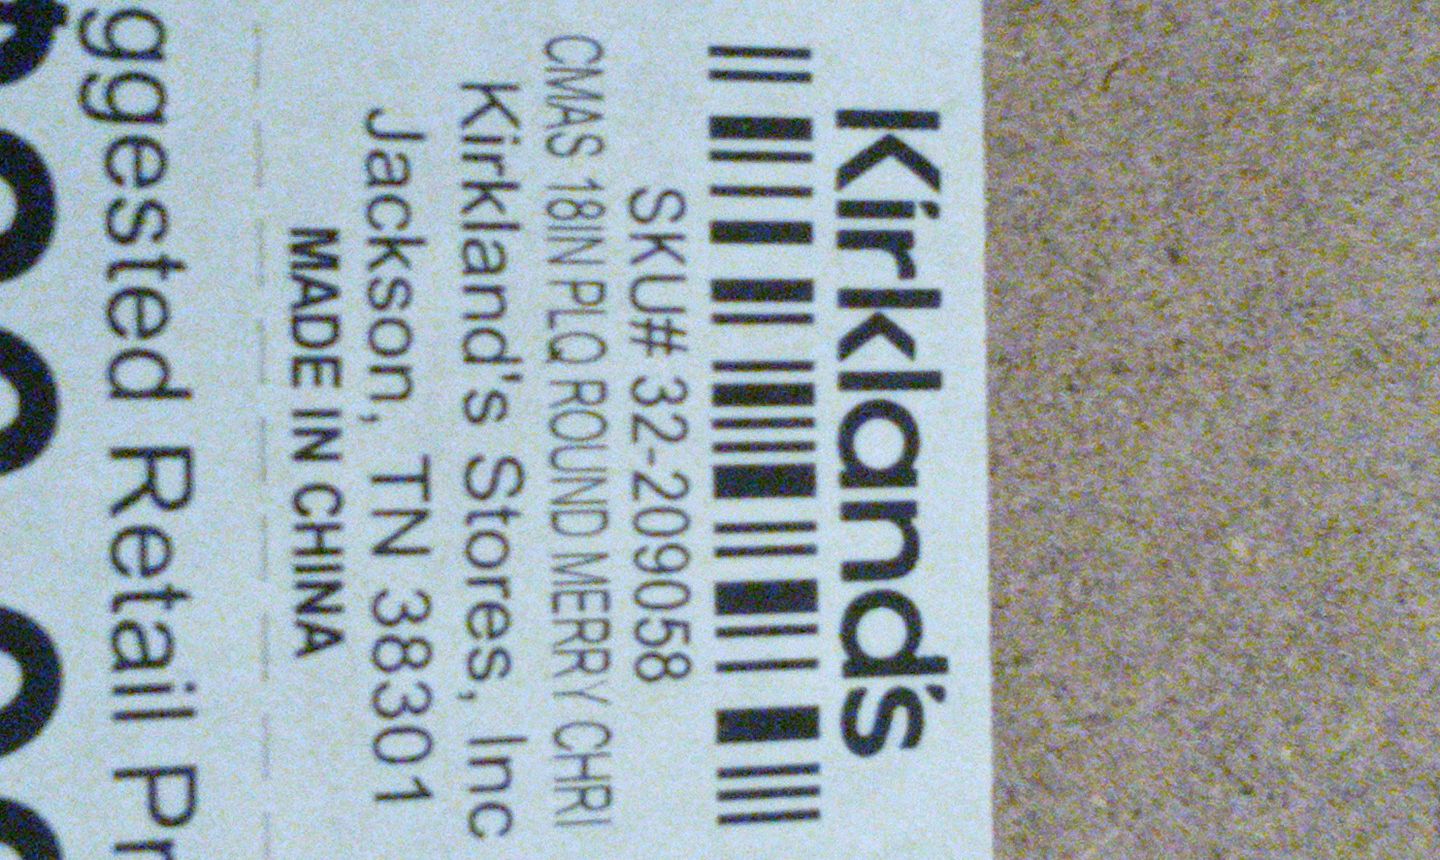 Kirkland's
SKU# 32-209058
CMAS 18IN PLQ ROUND MERRY CHRI
Kirkland's Stores, Inc
Jackson, TN 38301
MADE IN CHINA
ggested Retail Pr